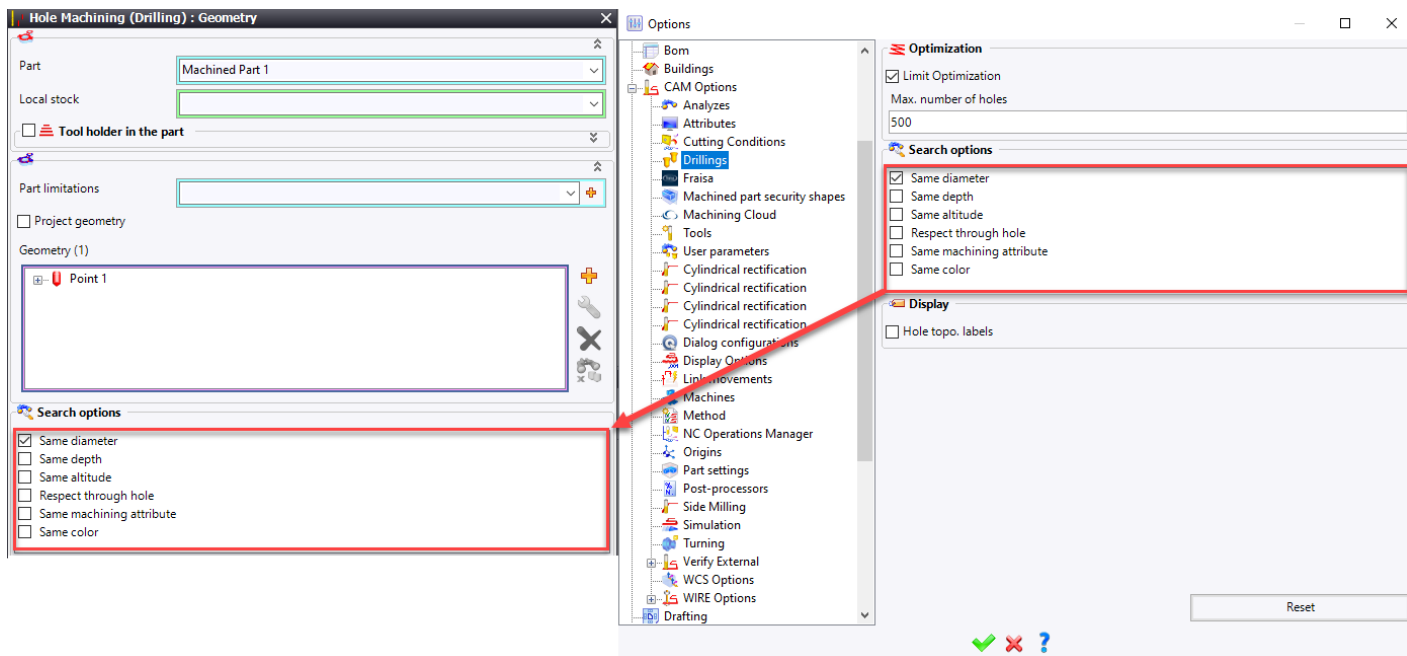 Hole Machining (Drilling) : Geometry
Part
Machined Part 1
Local stock
Tool holder in the part
Part limitations
Project geometry
Geometry (1)
Point 1
Search options
Same diameter
Same depth
Same altitude
Respect through hole
Same machining attribute
Same color
Options
Bom
Buildings
CAM Options
Analyzes
Attributes
Cutting Conditions
Drillings
Fraisa
Machined part security shapes
Machining Cloud
Tools
User parameters
Cylindrical rectification
Cylindrical rectification
Cylindrical rectification
Cylindrical rectification
Dialog configurations
Display Options
Link movements
Machines
Method
NC Operations Manager
Origins
Part settings
Post-processors
Side Milling
Simulation
Turning
Verify External
WCS Options
WIRE Options
Drafting
Optimization
Limit Optimization
Max. number of holes
500
Search options
Same diameter
Same depth
Same altitude
Respect through hole
Same machining attribute
Same color
Display
Hole topo. labels
Reset